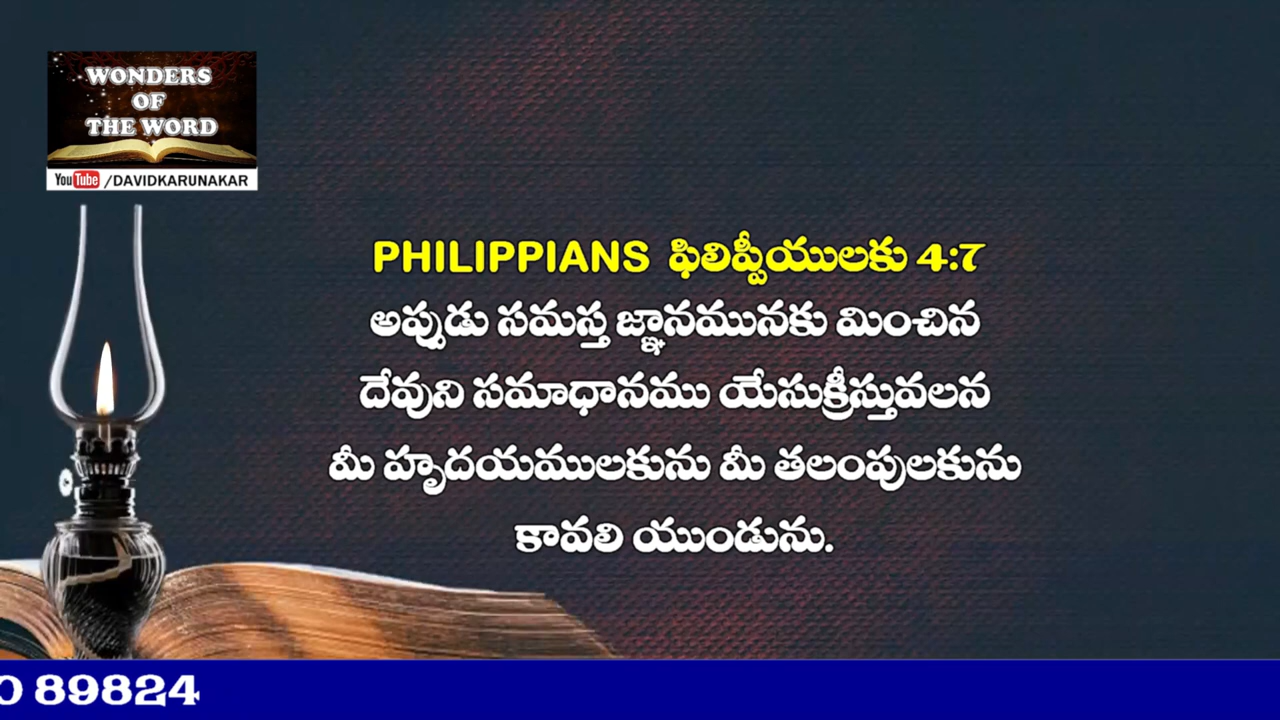 WONDERS
OF
THE WORD
YouTube /DAVIDKARUNAKAR
PHILIPPIANS ఫిలిప్పీయులకు 4:7
అప్పుడు సమస్త జ్ఞానమునకు మించిన
దేవుని సమాధానము యేసుక్రీస్తువలన
మీ హృదయములకును మీ తలంపులకును
కావలి యుండును.
89824